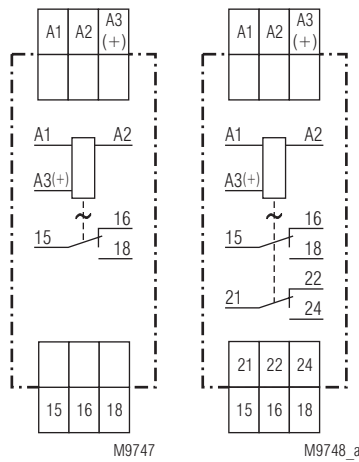 A1 A2 A3 (+)
A1 A2
A3(+)
16
15
18
15 16 18
M9747
A1 A2 A3 (+)
A1 A2
A3(+)
16
15
18
22
21
24
21 22 24
15 16 18
M9748_a